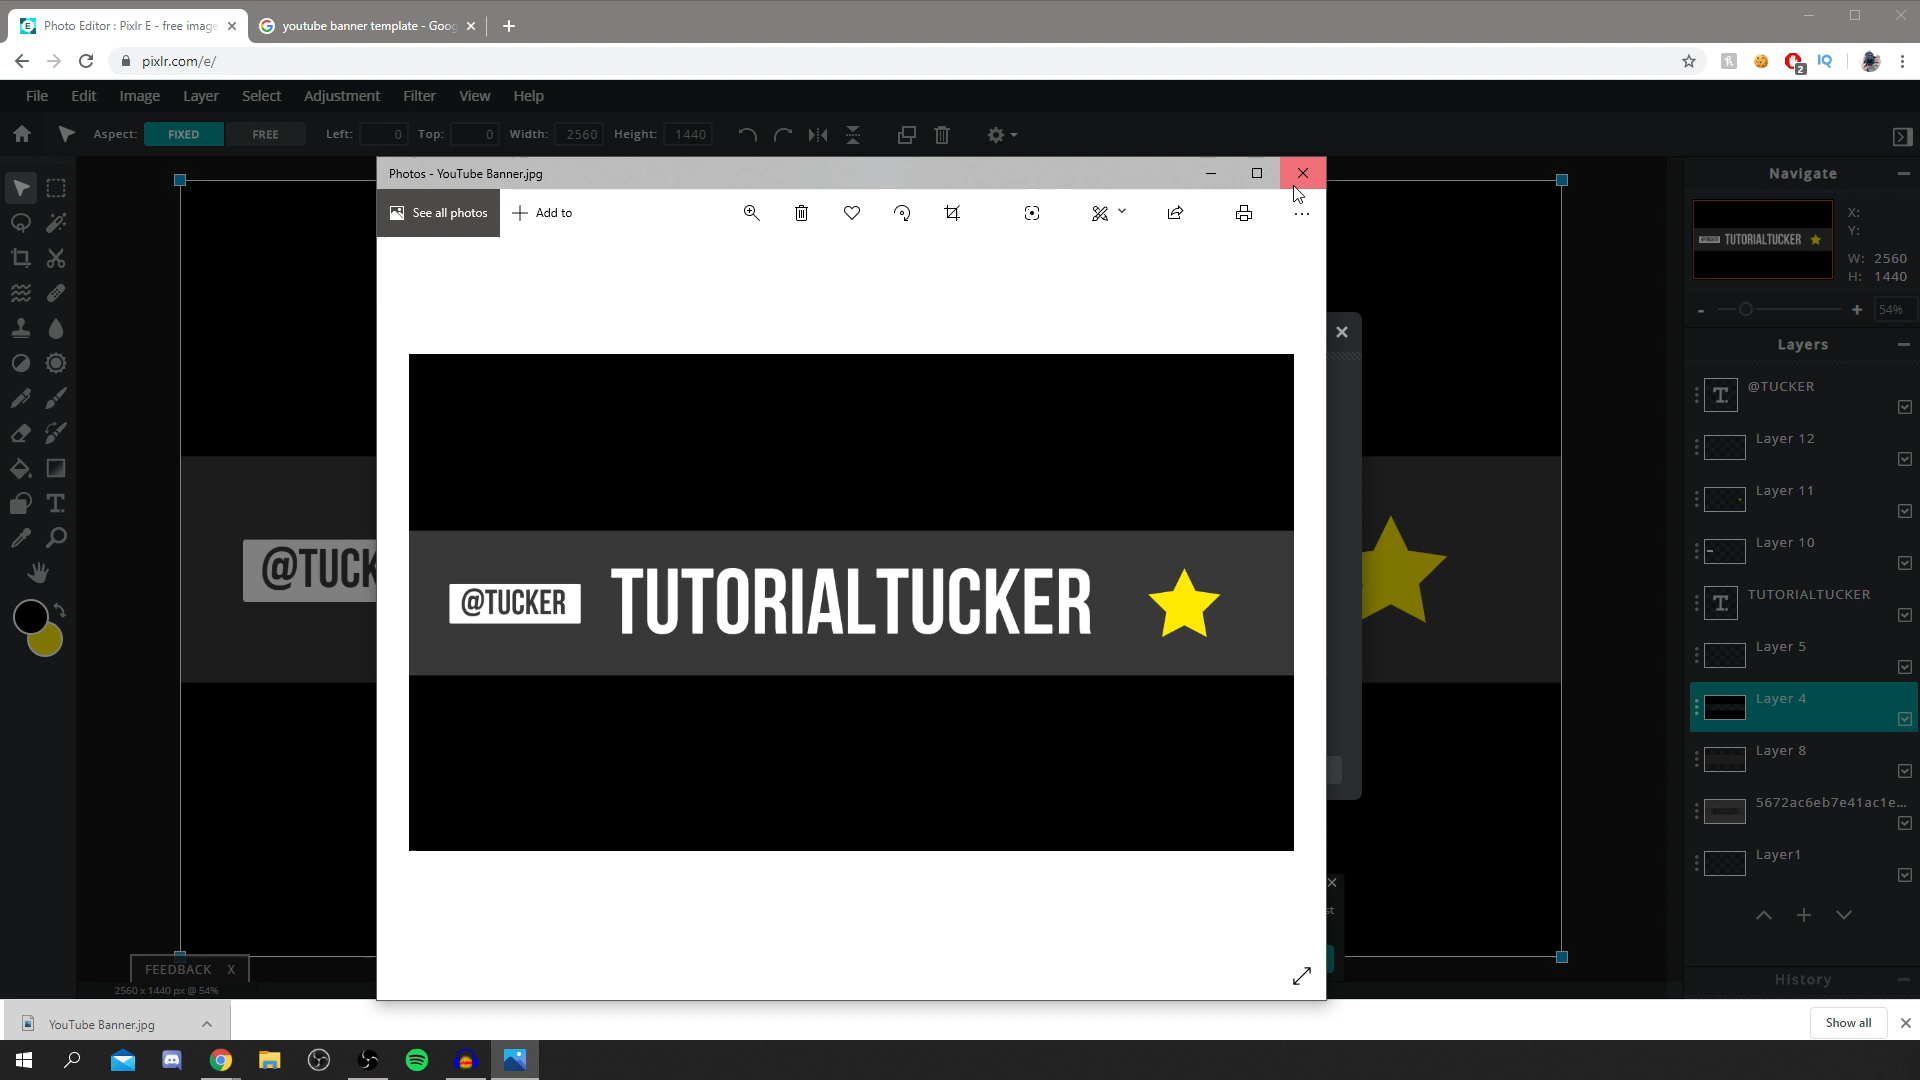 Photo Editor : Pixlr E - free image
youtube banner template - Goog
pixlr.com/e/
2
IQ
File Edit Image Layer Select Adjustment Filter View Help
Aspect: FIXED FREE Left: 0 Top: 0 Width: 2560 Height: 1440
Photos - YouTube Banner.jpg
See all photos
Add to
@TUCKER TUTORIALTUCKER
@TUCK
Navigate
TUTORIALTUCKER
X:
Y:
W: 2560
H: 1440
54%
Layers
@TUCKER
Layer 12
Layer 11
Layer 10
TUTORIALTUCKER
Layer 5
Layer 4
Layer 8
5672ac6eb7e41ac1e...
Layer1
History
st
FEEDBACK X
2560 x 1440 px @ 54%
YouTube Banner.jpg
Show all